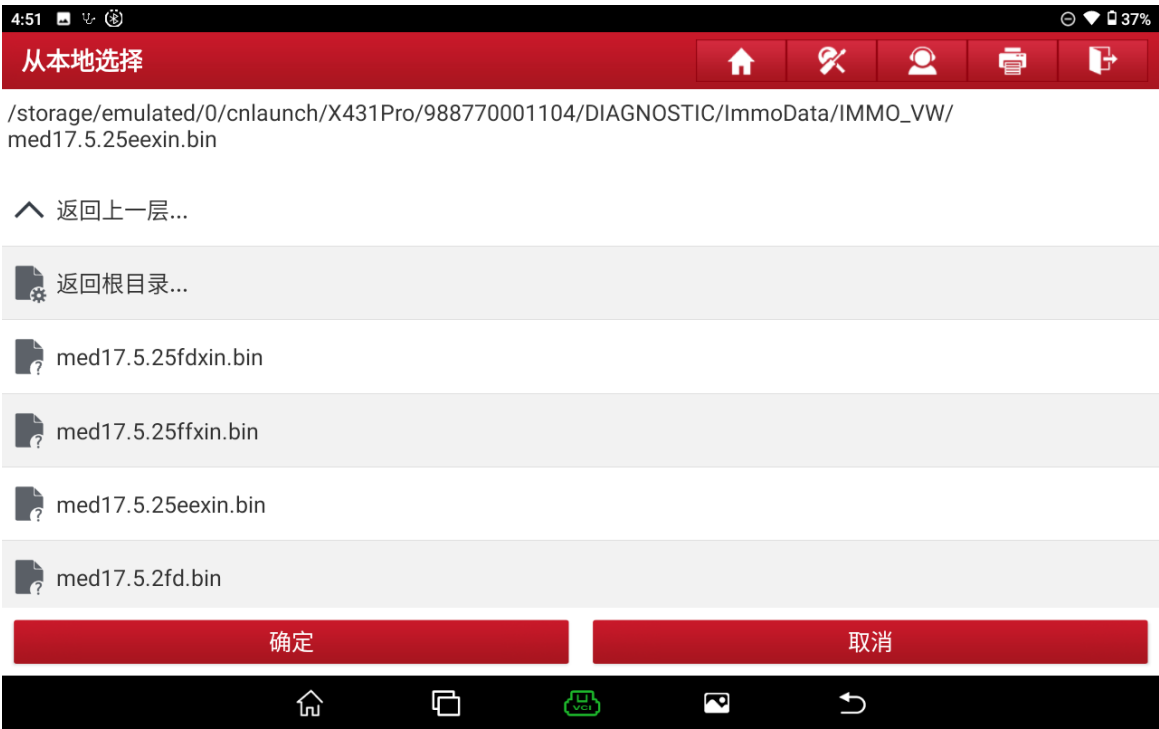 4:51
37%
从本地选择
/storage/emulated/0/cnlaunch/X431Pro/988770001104/DIAGNOSTIC/ImmoData/IMMO_VW/
med17.5.25eexin.bin
返回上一层...
返回根目录...
med17.5.25fdxin.bin
med17.5.25ffxin.bin
med17.5.25eexin.bin
med17.5.2fd.bin
确定
取消
VCI